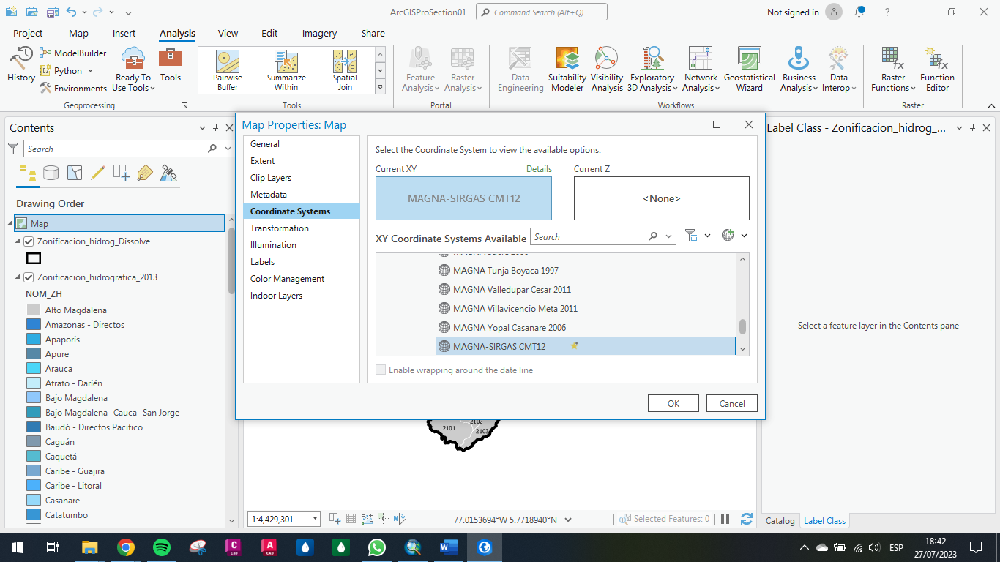 ArcGISProSection01
Command Search (Alt+Q)
Not signed in
?
Project
Map
Insert
Analysis
View
Edit
Imagery
Share
History
ModelBuilder
Python
Environments
Ready To Use Tools
Tools
Geoprocessing
Pairwise Buffer
Summarize Within
Spatial Join
Tools
Feature Analysis
Raster Analysis
Portal
Data Engineering
Suitability Modeler
Visibility Analysis
Exploratory 3D Analysis
Network Analysis
Geostatistical Wizard
Business Analysis
Data Interop
Workflows
Raster Functions
Function Editor
Raster
Contents
Search
Drawing Order
Map
Zonificacion_hidrog_Dissolve
Zonificacion_hidrografica_2013
NOM_ZH
Alto Magdalena
Amazonas - Directos
Apaporis
Apure
Arauca
Atrato - Darién
Bajo Magdalena
Bajo Magdalena- Cauca -San Jorge
Baudó - Directos Pacifico
Caguán
Caquetá
Caribe - Guajira
Caribe - Litoral
Casanare
Catatumbo
Map Properties: Map
General
Extent
Clip Layers
Metadata
Coordinate Systems
Transformation
Illumination
Labels
Color Management
Indoor Layers
Select the Coordinate System to view the available options.
Current XY
Details
Current Z
MAGNA-SIRGAS CMT12
<None>
XY Coordinate Systems Available
Search
MAGNA Tunja Boyaca 1997
MAGNA Valledupar Cesar 2011
MAGNA Villavicencio Meta 2011
MAGNA Yopal Casanare 2006
MAGNA-SIRGAS CMT12
Enable wrapping around the date line
OK
Cancel
2102
2101
2103
1:4,429,301
77.0153694°W 5.7718940°N
Selected Features: 0
Label Class - Zonificacion_hidrog_...
Select a feature layer in the Contents pane
Catalog
Label Class
ESP
18:42
27/07/2023